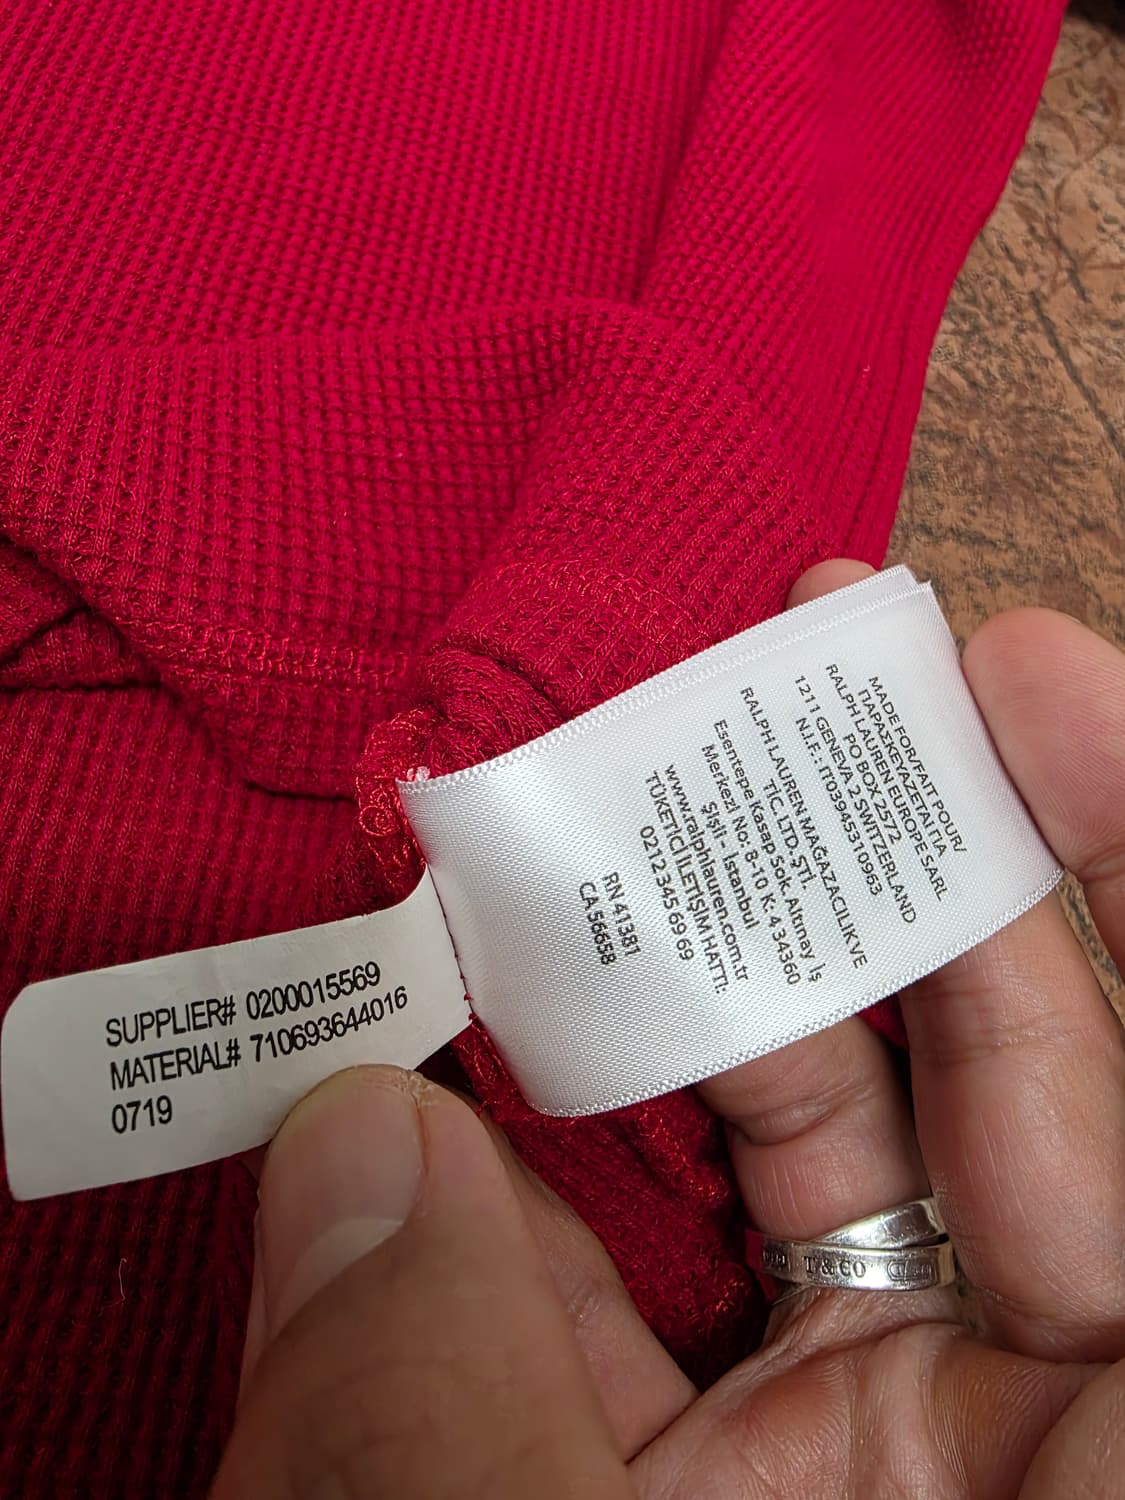 MADE FOR/FAIT POUR/
ΠΑΡΑΣΚΕΥΑΖΕΤΑΙ ΓΙΑ
RALPH LAUREN EUROPE SARL
PO BOX 2572
1211 GENEVA 2 SWITZERLAND
N.I.F.: IT03945310963
RALPH LAUREN MAĞAZACILIK VE
TİC. LTD. ŞTİ.
Esentepe Kasap Sok. Altmay İş
Merkezi No: 8-10 K: 4 34360
Şişli - İstanbul
www.ralphlauren.com.tr
TÜKETİCİ İLETİŞİM HATTI:
0212 345 69 69
RN 41381
CA 56658
SUPPLIER# 0200015569
MATERIAL# 710693644016
0719
T & CO